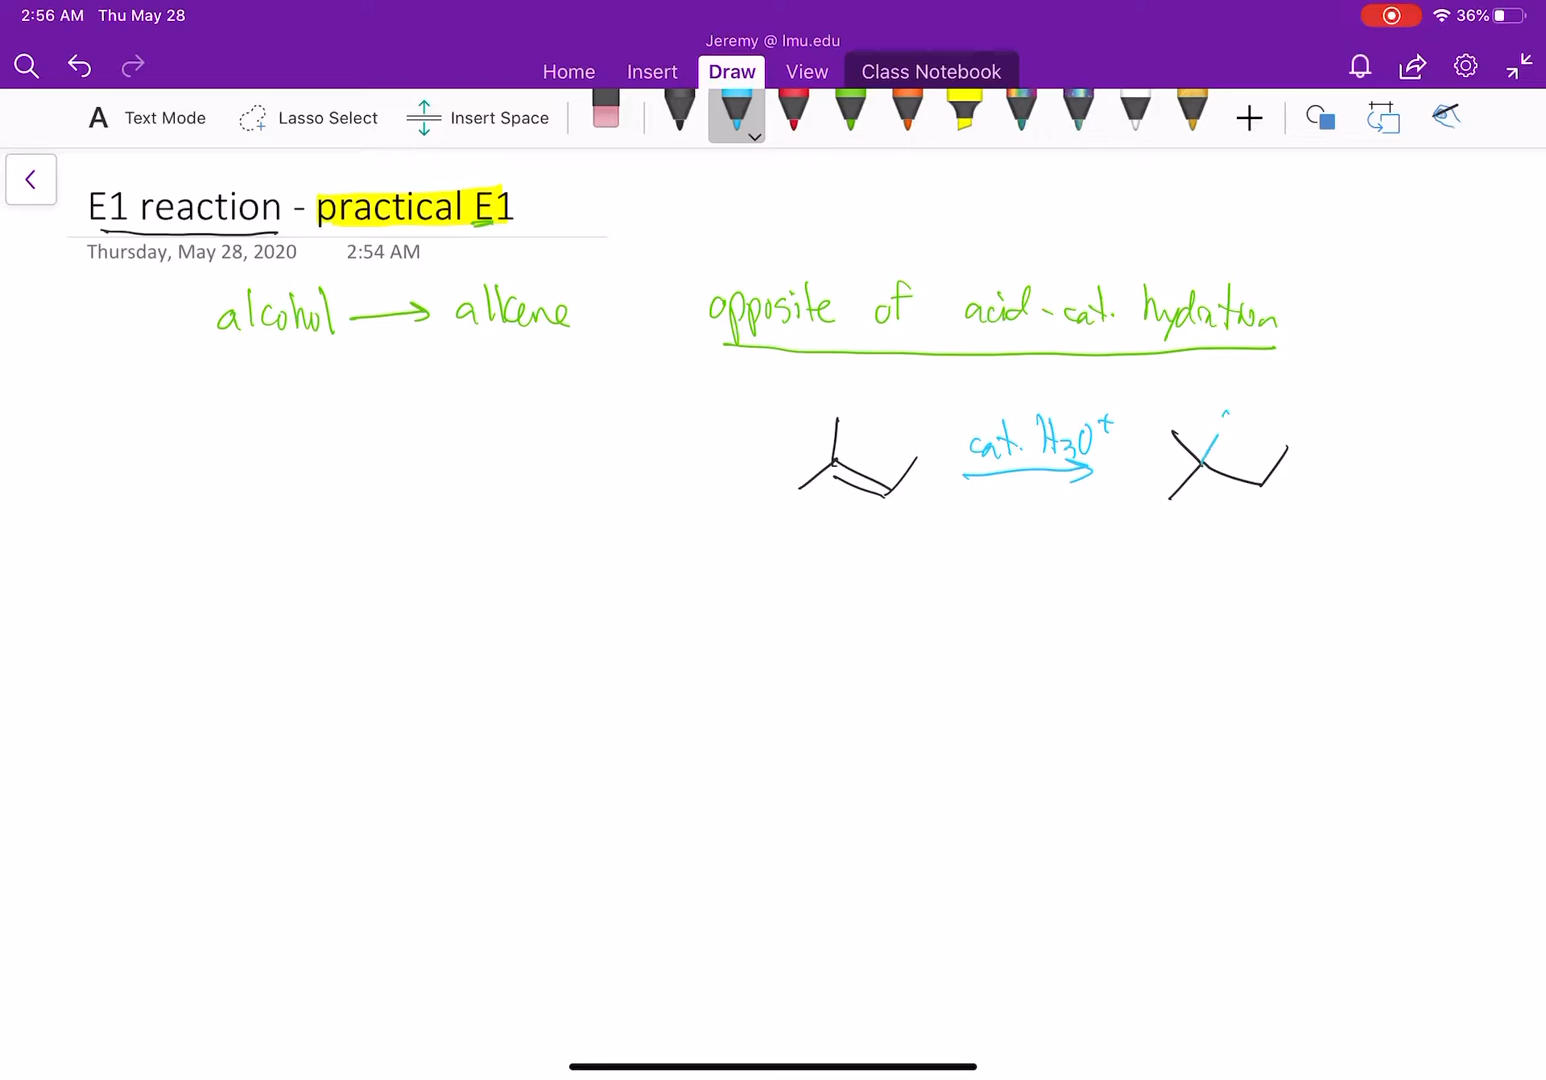 2:56 AM Thu May 28
36%
Jeremy @ lmu.edu
Home Insert Draw View Class Notebook
A Text Mode Lasso Select Insert Space
E1 reaction - practical E1
Thursday, May 28, 2020 2:54 AM
alcohol → alkene opposite of acid-cat. hydration
cat. H3O+